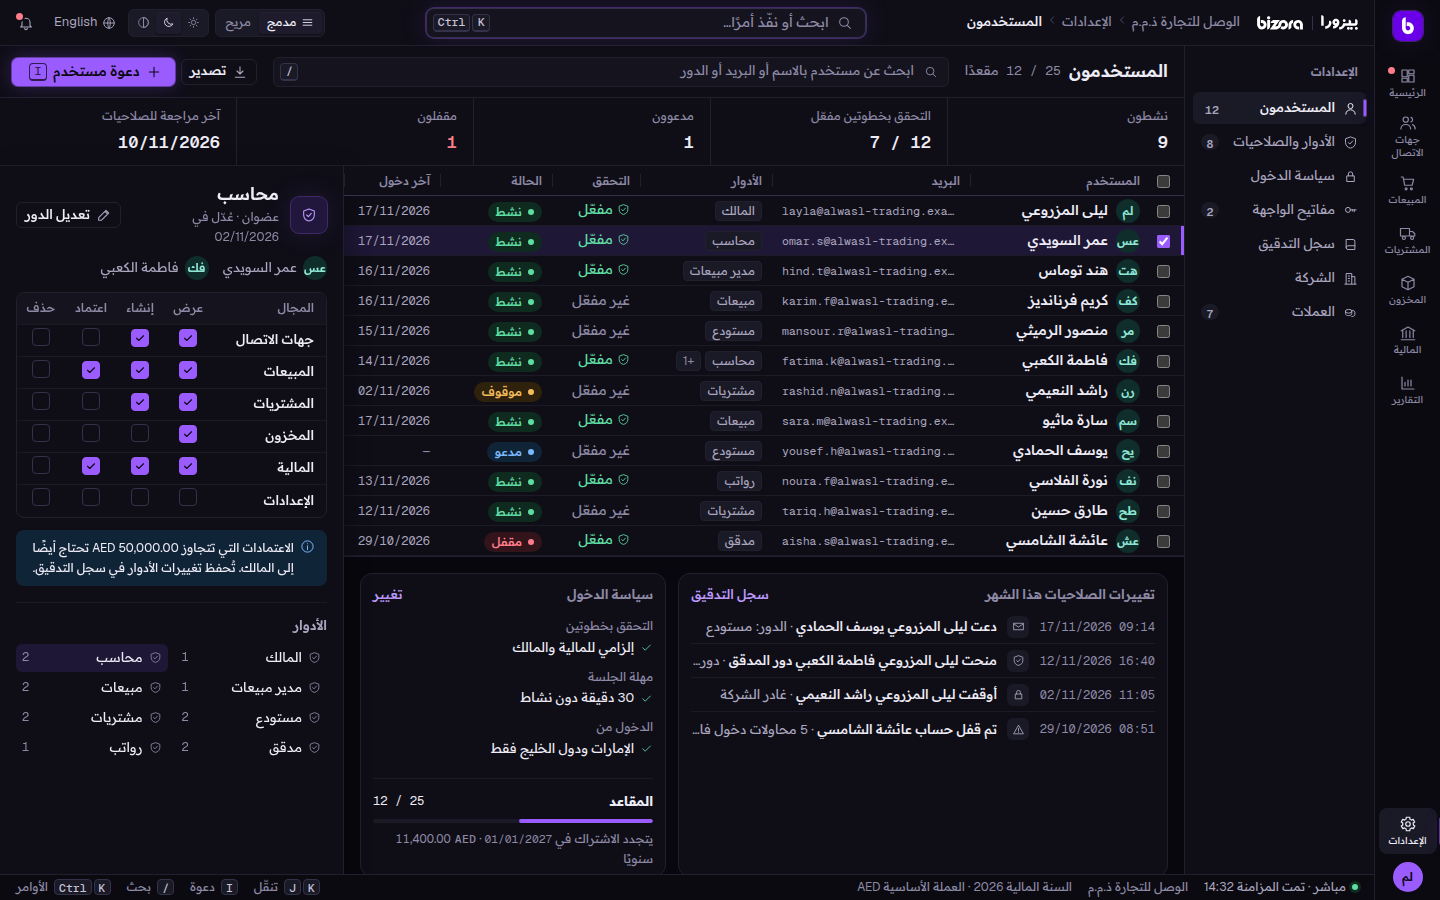 بيزورا | bizora
الوصل للتجارة ذ.م.م › الإعدادات › المستخدمون
ابحث أو نفّذ أمرًا...
Ctrl K
مدمج
مريح
English
الرئيسية
جهات الاتصال
المبيعات
المشتريات
المخزون
المالية
التقارير
الإعدادات
لم
الإعدادات
المستخدمون 12
الأدوار والصلاحيات 8
سياسة الدخول
مفاتيح الواجهة 2
سجل التدقيق
الشركة
العملات 7
المستخدمون
12 / 25 مقعدًا
ابحث عن مستخدم بالاسم أو البريد أو الدور /
تصدير
دعوة مستخدم I
نشطون
9
التحقق بخطوتين مفعّل
7 / 12
مدعوون
1
مقفلون
1
آخر مراجعة للصلاحيات
10/11/2026
المستخدم البريد الأدوار التحقق الحالة آخر دخول
لم ليلى المزروعي layla@alwasl-trading.exa… المالك مفعّل نشط 17/11/2026
عس عمر السويدي omar.s@alwasl-trading.ex… محاسب مفعّل نشط 17/11/2026
هت هند توماس hind.t@alwasl-trading.ex… مدير مبيعات مفعّل نشط 16/11/2026
كف كريم فرنانديز karim.f@alwasl-trading.e… مبيعات غير مفعّل نشط 16/11/2026
مر منصور الرميثي mansour.r@alwasl-trading… مستودع غير مفعّل نشط 15/11/2026
فك فاطمة الكعبي fatima.k@alwasl-trading.… محاسب +1 مفعّل نشط 14/11/2026
رن راشد النعيمي rashid.n@alwasl-trading.… مشتريات غير مفعّل موقوف 02/11/2026
سم سارة ماثيو sara.m@alwasl-trading.ex… مبيعات مفعّل نشط 17/11/2026
يح يوسف الحمادي yousef.h@alwasl-trading.… مستودع غير مفعّل مدعو –
نف نورة الفلاسي noura.f@alwasl-trading.e… رواتب مفعّل نشط 13/11/2026
طح طارق حسين tariq.h@alwasl-trading.e… مشتريات غير مفعّل نشط 12/11/2026
عش عائشة الشامسي aisha.s@alwasl-trading.e… مدقق مفعّل مقفل 29/10/2026
تغييرات الصلاحيات هذا الشهر
سجل التدقيق
17/11/2026 09:14 دعت ليلى المزروعي يوسف الحمادي · الدور: مستودع
12/11/2026 16:40 منحت ليلى المزروعي فاطمة الكعبي دور المدقق · دور…
02/11/2026 11:05 أوقفت ليلى المزروعي راشد النعيمي · غادر الشركة
29/10/2026 08:51 تم قفل حساب عائشة الشامسي · 5 محاولات دخول فا…
سياسة الدخول
تغيير
التحقق بخطوتين
إلزامي للمالية والمالك
مهلة الجلسة
30 دقيقة دون نشاط
الدخول من
الإمارات ودول الخليج فقط
المقاعد
12 / 25
يتجدد الاشتراك في 01/01/2027 · AED 11,400.00
سنويًا
محاسب
عضوان · عُدّل في
02/11/2026
تعديل الدور
عس عمر السويدي فك فاطمة الكعبي
المجال عرض إنشاء اعتماد حذف
جهات الاتصال
المبيعات
المشتريات
المخزون
المالية
الإعدادات
الاعتمادات التي تتجاوز AED 50,000.00 تحتاج أيضًا
إلى المالك. تُحفظ تغييرات الأدوار في سجل التدقيق.
الأدوار
المالك 1 محاسب 2
مدير مبيعات 1 مبيعات 2
مستودع 2 مشتريات 2
مدقق 2 رواتب 1
مباشر · تمت المزامنة 14:32
الوصل للتجارة ذ.م.م
السنة المالية 2026 · العملة الأساسية AED
J K تنقّل
I دعوة
/ بحث
Ctrl K الأوامر